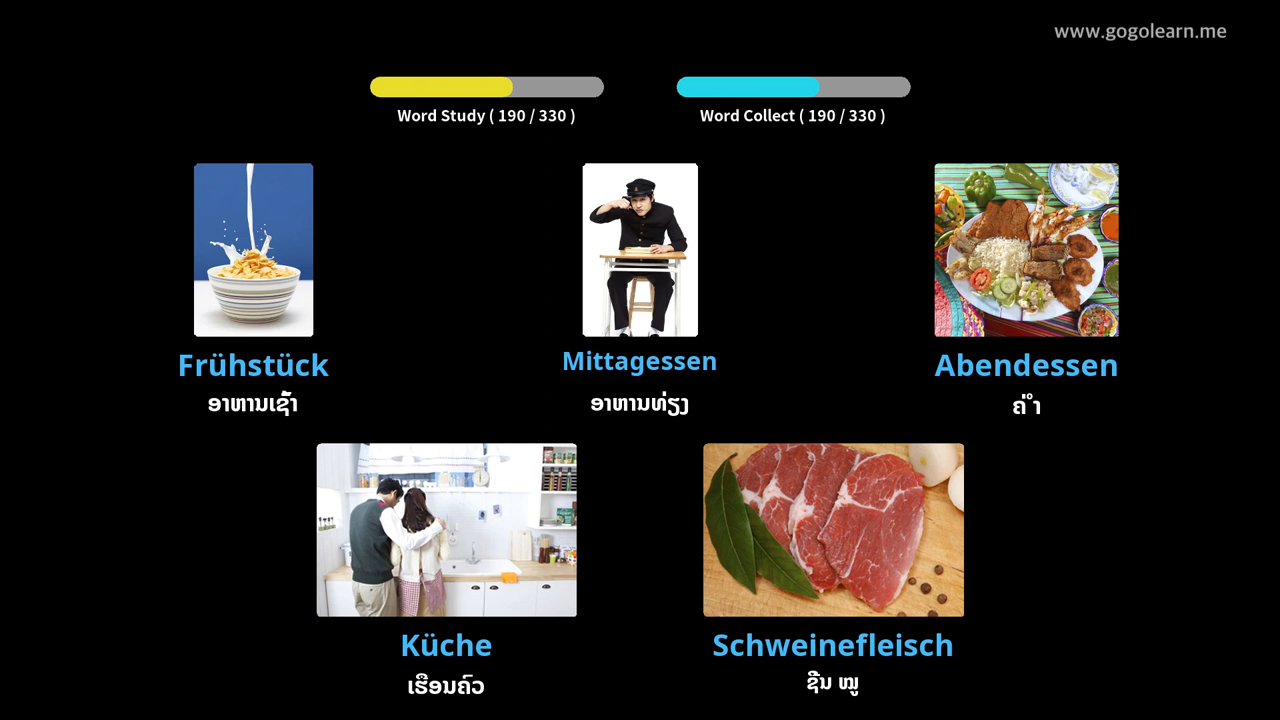 www.gogolearn.me
Word Study ( 190 / 330 )
Word Collect ( 190 / 330 )
Frühstück
ອາຫານເຊົ້າ
Mittagessen
ອາຫານທ່ຽງ
Abendessen
ຄ່ ຳ
Küche
ເຮືອນຄົວ
Schweinefleisch
ຊີ້ນ ໝູ